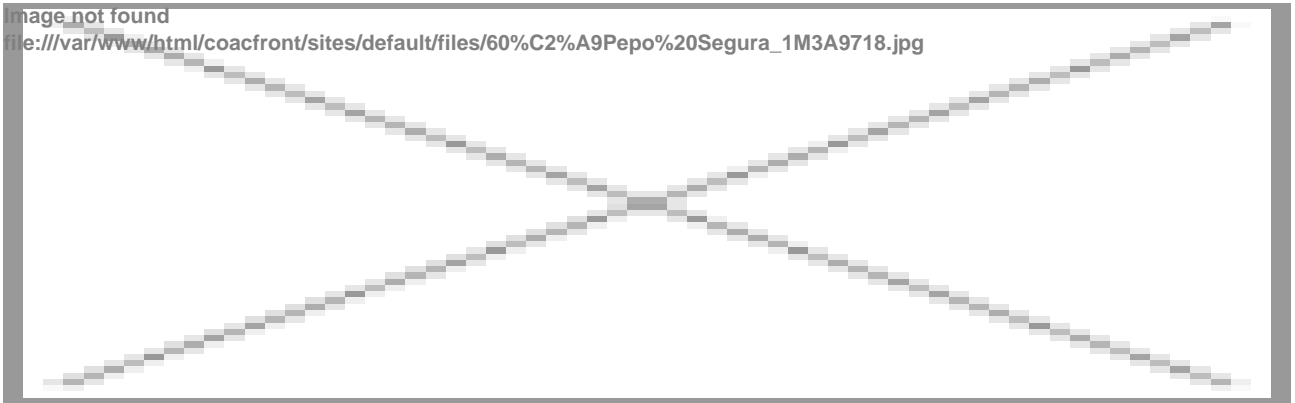 Image not found
file:///var/www/html/coacfront/sites/default/files/60%C2%A9Pepo%20Segura_1M3A9718.jpg